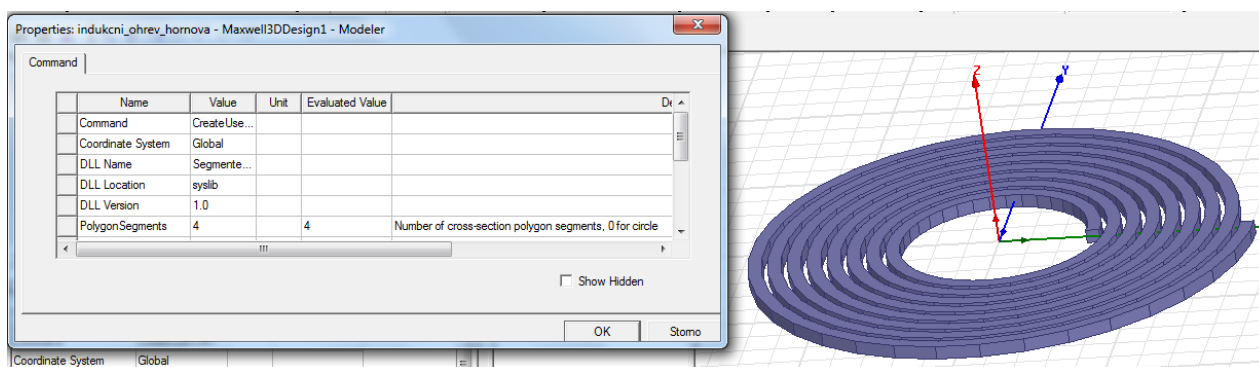 Properties: indukcni_ohrev_hornova - Maxwell3DDesign1 - Modeler
Command
Name Value Unit Evaluated Value De
Command CreateUse...
Coordinate System Global
DLL Name Segmente...
DLL Location syslib
DLL Version 1.0
PolygonSegments 4 4 Number of cross-section polygon segments, 0 for circle
Show Hidden
OK Storno
Coordinate System Global
Z
Y